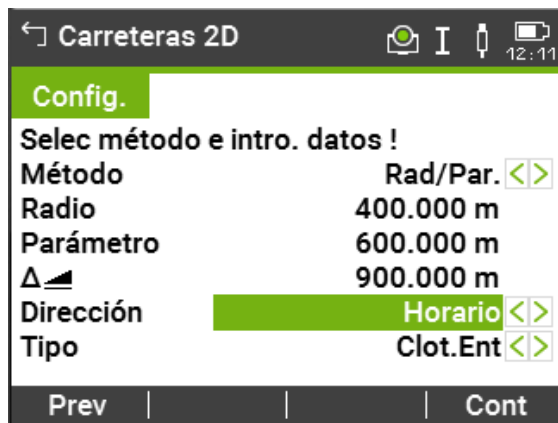 Carreteras 2D
I
12:11
Config.
Selec método e intro. datos !
Método Rad/Par.
Radio 400.000 m
Parámetro 600.000 m
Δ 900.000 m
Dirección Horario
Tipo Clot.Ent
Prev Cont